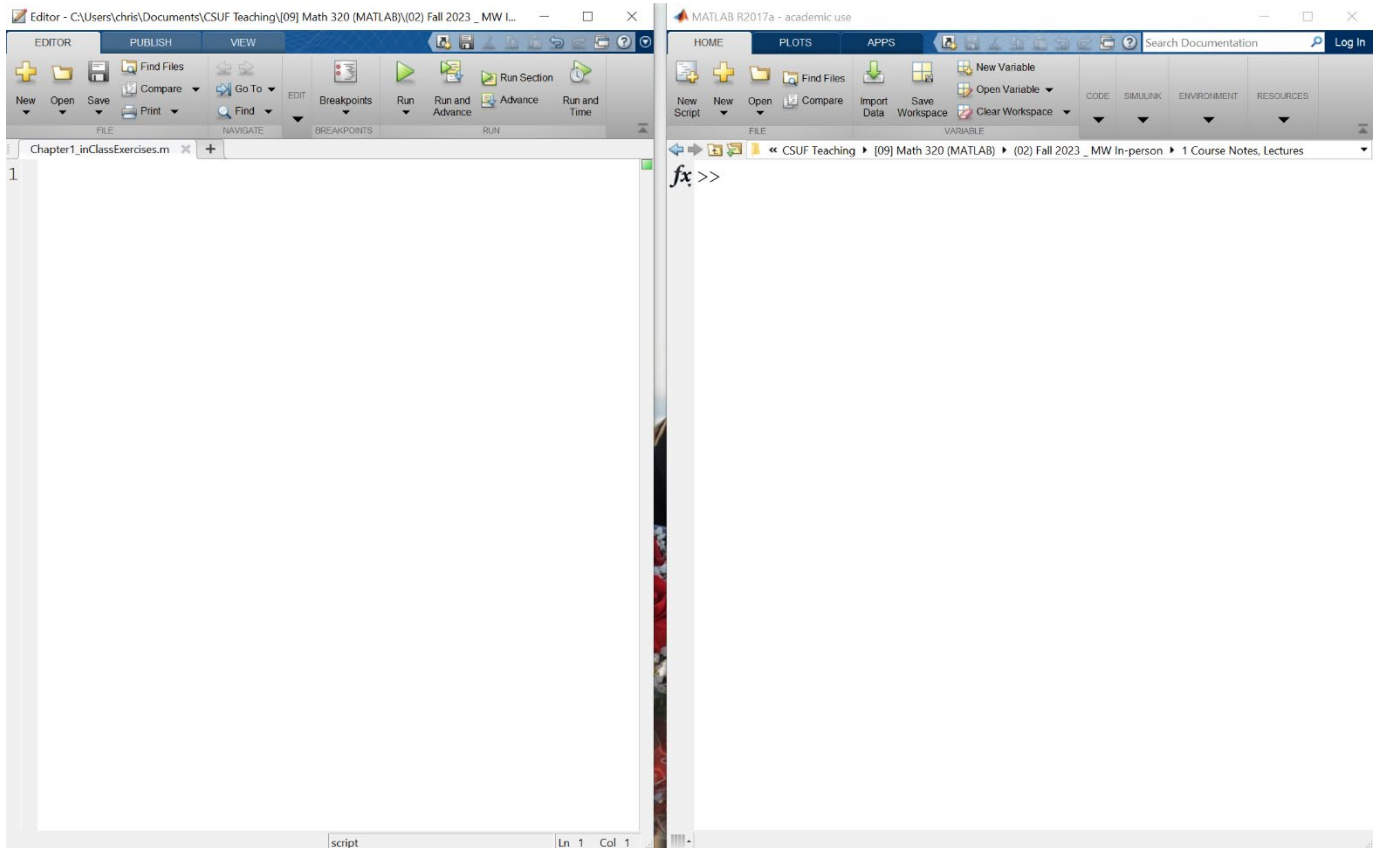 Editor - C:\Users\chris\Documents\CSUF Teaching\[09] Math 320 (MATLAB)\(02) Fall 2023 _ MW I...
EDITOR PUBLISH VIEW
New Open Save
Find Files
Compare
Print
FILE
Go To
Find
NAVIGATE
EDIT
Breakpoints
BREAKPOINTS
Run
Run and Advance
Run Section
Advance
Run and Time
RUN
Chapter1_inClassExercises.m
1
script Ln 1 Col 1
MATLAB R2017a - academic use
HOME PLOTS APPS Search Documentation Log In
New Script
New
Open
Find Files
Compare
FILE
Import Data
Save Workspace
New Variable
Open Variable
Clear Workspace
VARIABLE
CODE SIMULINK ENVIRONMENT RESOURCES
« CSUF Teaching ▸ [09] Math 320 (MATLAB) ▸ (02) Fall 2023 _ MW In-person ▸ 1 Course Notes, Lectures
fx >>